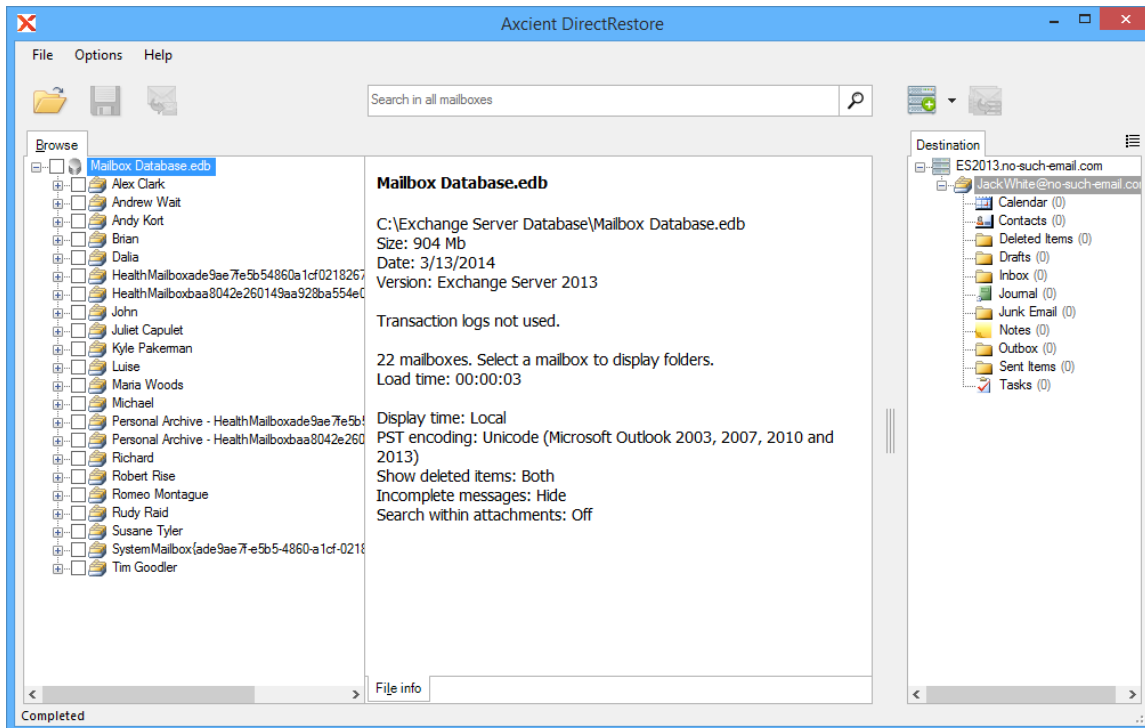 Axcient DirectRestore
File Options Help
Search in all mailboxes
Browse
Mailbox Database.edb
Alex Clark
Andrew Wait
Andy Kort
Brian
Dalia
HealthMailboxade9ae7fe5b54860a1cf0218267
HealthMailboxbaa8042e260149aa928ba554e0
John
Juliet Capulet
Kyle Pakerman
Luise
Maria Woods
Michael
Personal Archive - HealthMailboxade9ae7fe5b5
Personal Archive - HealthMailboxbaa8042e260
Richard
Robert Rise
Romeo Montague
Rudy Raid
Susane Tyler
SystemMailbox{ade9ae7f-e5b5-4860-a1cf-0218
Tim Goodler
Mailbox Database.edb
C:\Exchange Server Database\Mailbox Database.edb
Size: 904 Mb
Date: 3/13/2014
Version: Exchange Server 2013
Transaction logs not used.
22 mailboxes. Select a mailbox to display folders.
Load time: 00:00:03
Display time: Local
PST encoding: Unicode (Microsoft Outlook 2003, 2007, 2010 and
2013)
Show deleted items: Both
Incomplete messages: Hide
Search within attachments: Off
File info
Destination
ES2013.no-such-email.com
JackWhite@no-such-email.co
Calendar (0)
Contacts (0)
Deleted Items (0)
Drafts (0)
Inbox (0)
Journal (0)
Junk Email (0)
Notes (0)
Outbox (0)
Sent Items (0)
Tasks (0)
Completed